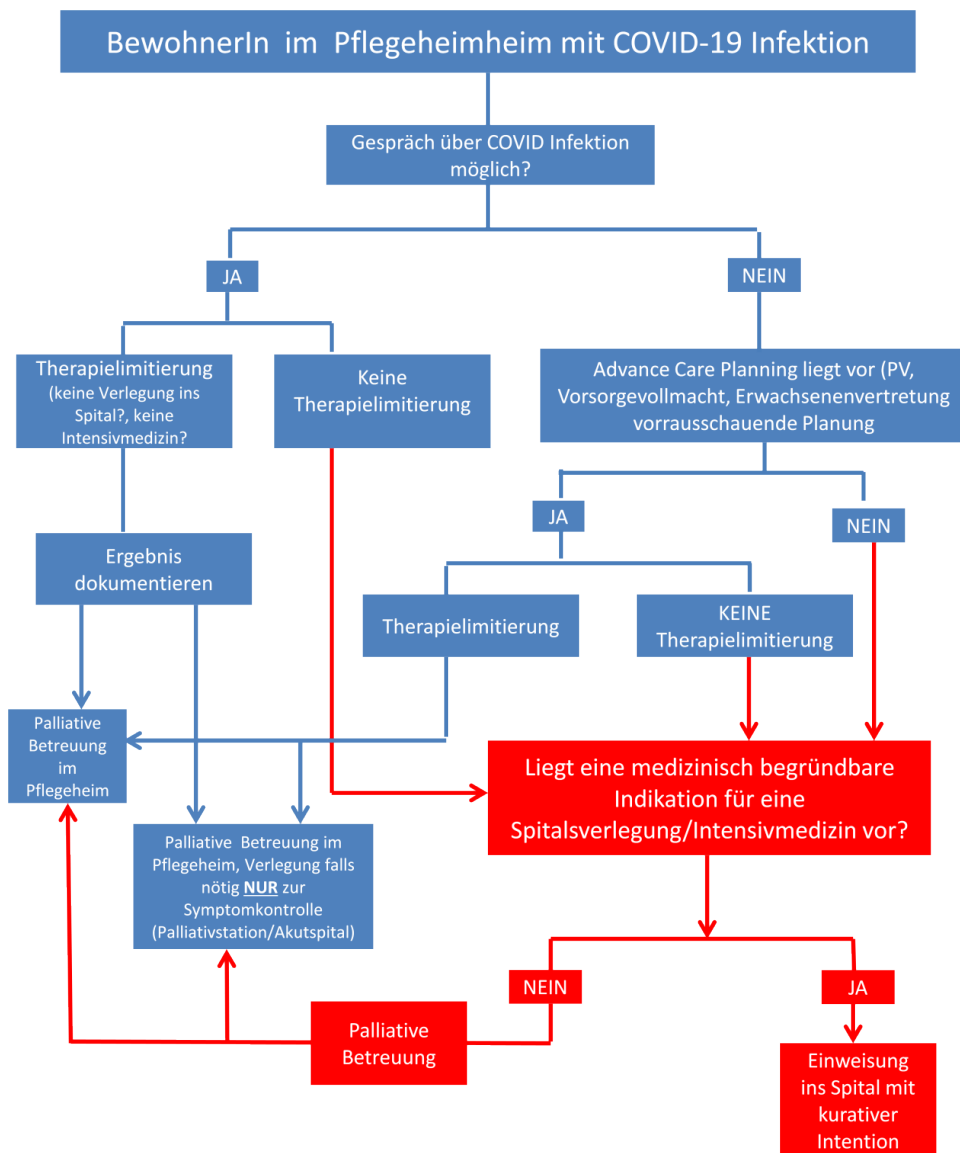 BewohnerIn im Pflegeheimheim mit COVID-19 Infektion
Gespräch über COVID Infektion
möglich?
JA
NEIN
Therapielimitierung
(keine Verlegung ins
Spital?, keine
Intensivmedizin?
Keine
Therapielimitierung
Advance Care Planning liegt vor (PV,
Vorsorgevollmacht, Erwachsenenvertretung
vorrausschauende Planung
JA
NEIN
Ergebnis
dokumentieren
Therapielimitierung
KEINE
Therapielimitierung
Palliative
Betreuung
im
Pflegeheim
Liegt eine medizinisch begründbare
Indikation für eine
Spitalsverlegung/Intensivmedizin vor?
Palliative Betreuung im
Pflegeheim, Verlegung falls
nötig NUR zur
Symptomkontrolle
(Palliativstation/Akutspital)
NEIN
JA
Palliative
Betreuung
Einweisung
ins Spital mit
kurativer
Intention